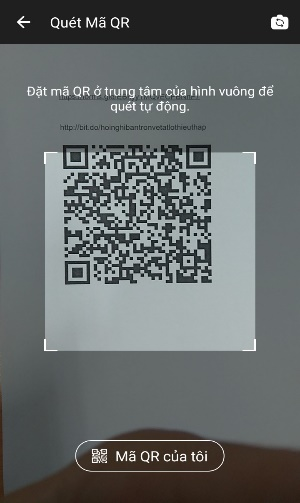 Quét Mã QR
Đặt mã QR ở trung tâm của hình vuông để
quét tự động.
http://bit.do/hoinghibantronvetatlothieuthap
Mã QR của tôi